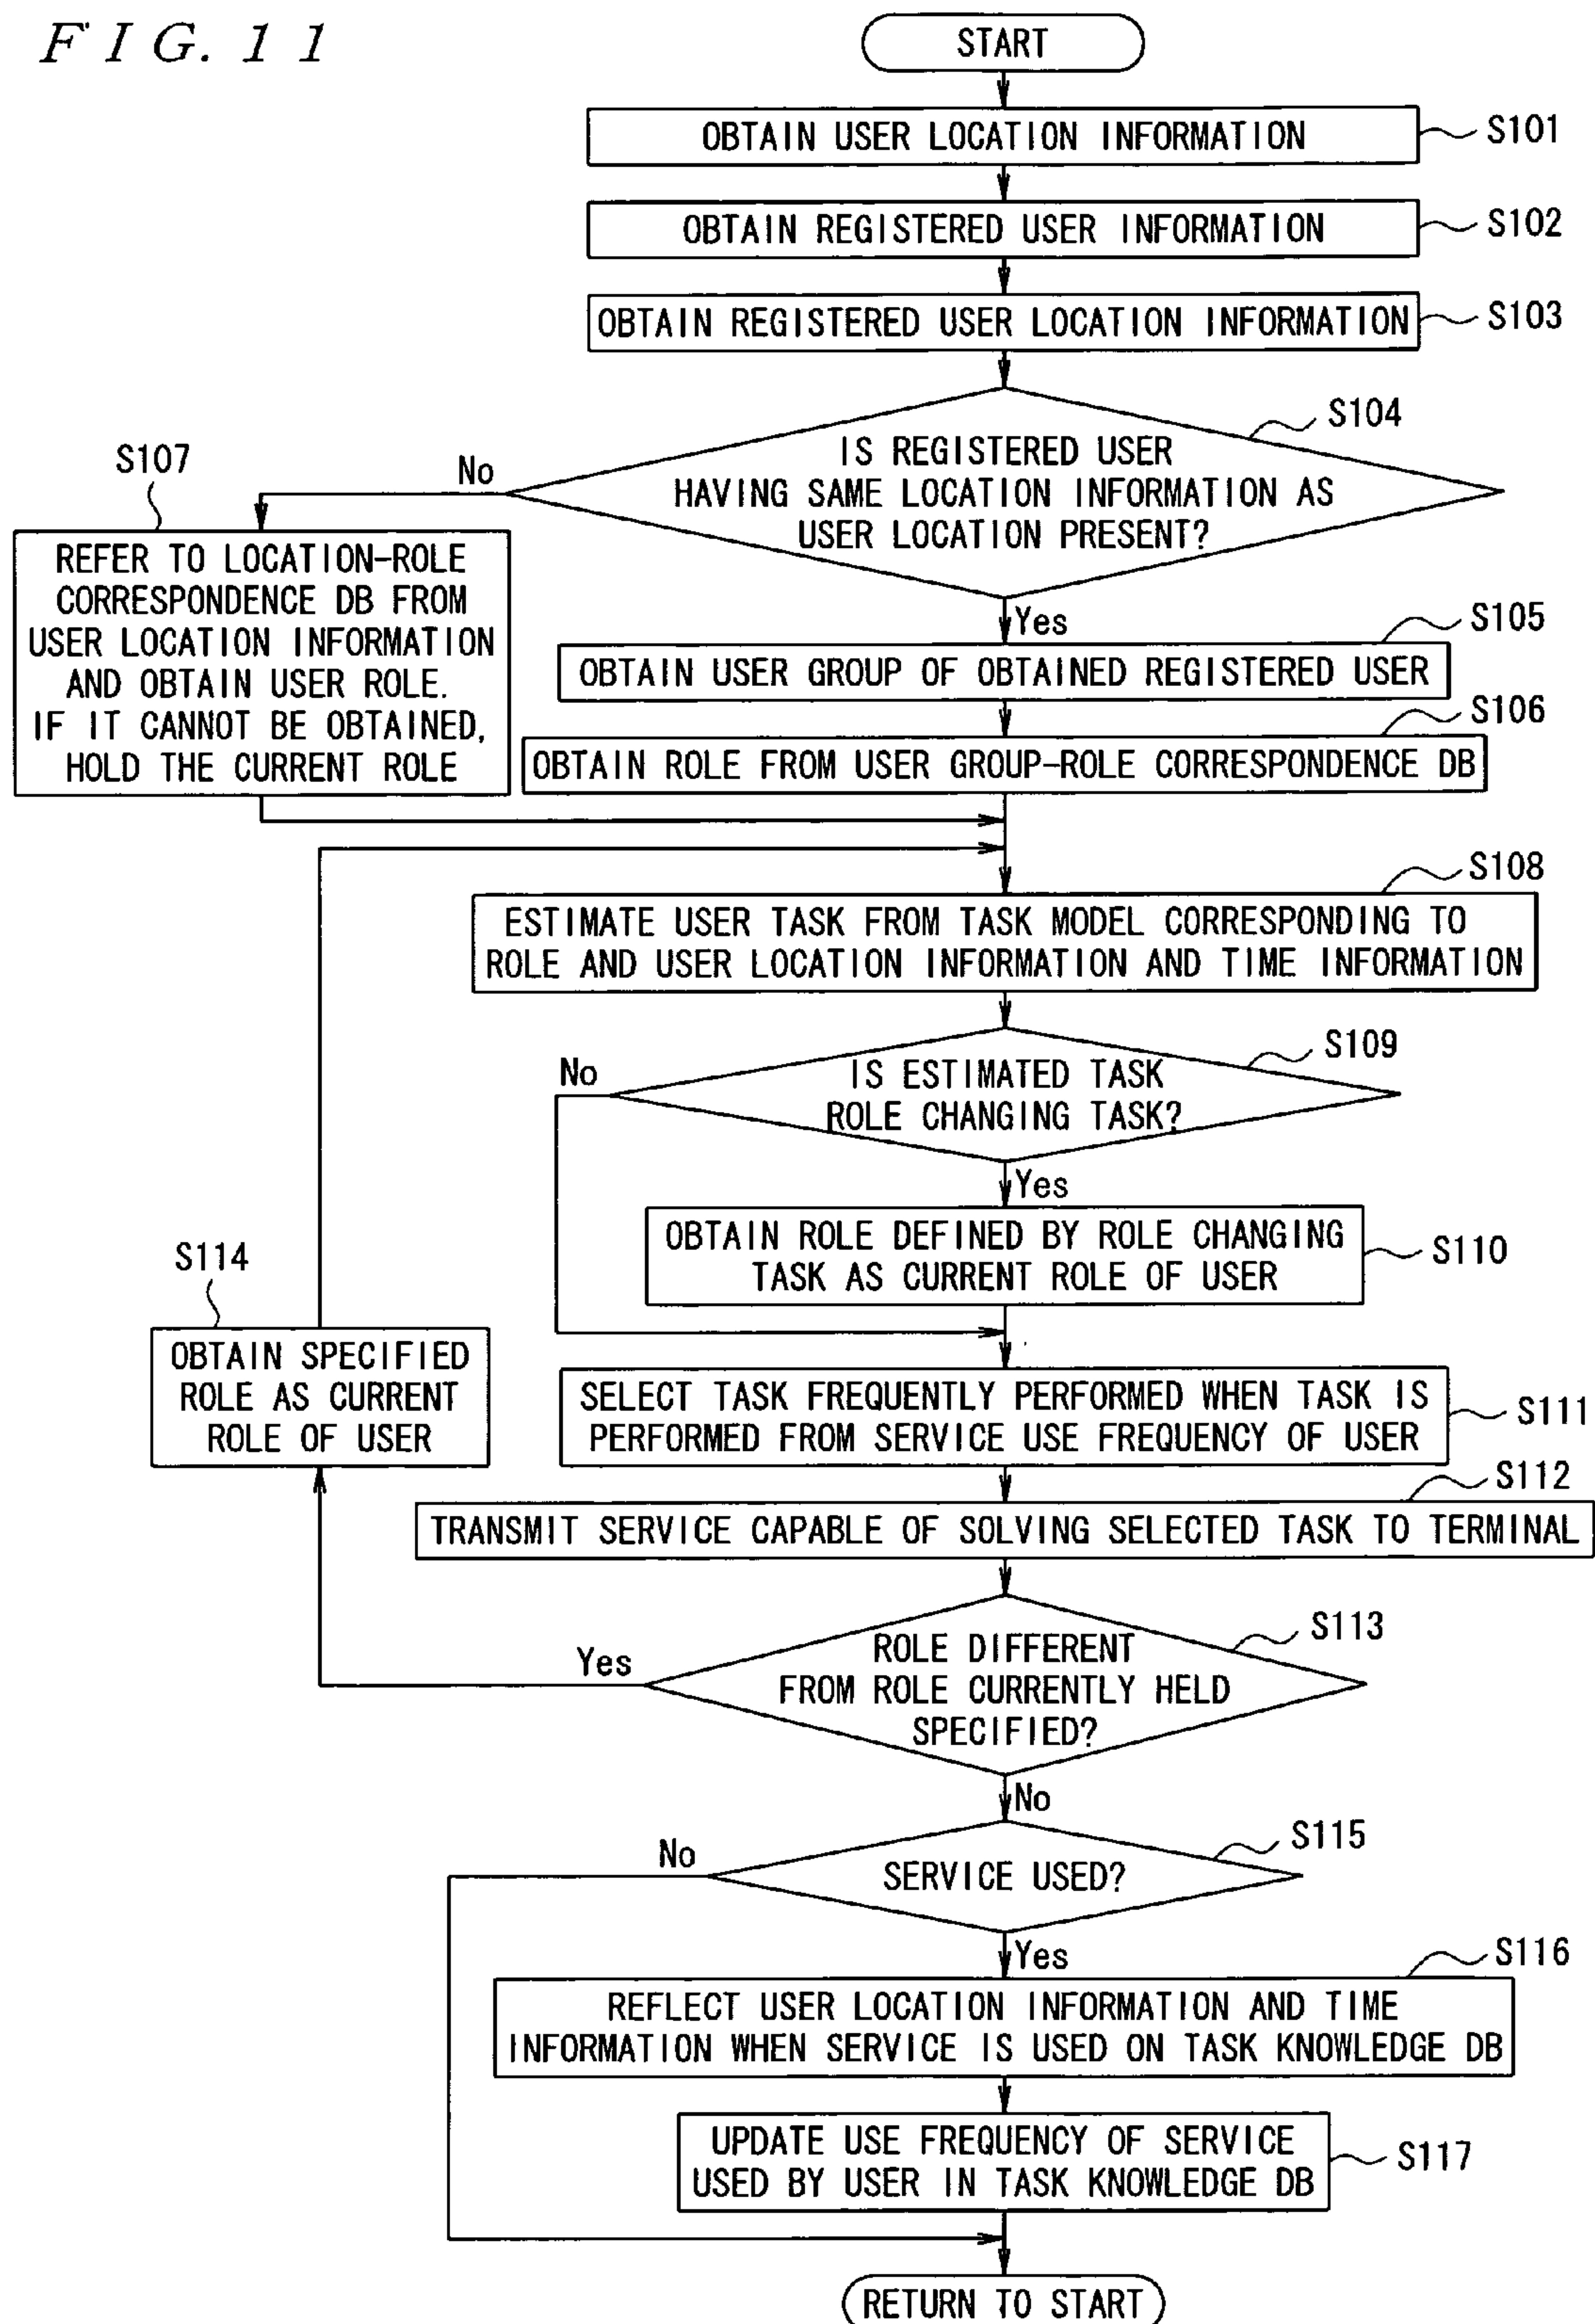 FIG. 11
START
OBTAIN USER LOCATION INFORMATION
S101
OBTAIN REGISTERED USER INFORMATION
S102
OBTAIN REGISTERED USER LOCATION INFORMATION
S103
S104
IS REGISTERED USER
HAVING SAME LOCATION INFORMATION AS
USER LOCATION PRESENT?
No
S107
REFER TO LOCATION-ROLE
CORRESPONDENCE DB FROM
USER LOCATION INFORMATION
AND OBTAIN USER ROLE.
IF IT CANNOT BE OBTAINED,
HOLD THE CURRENT ROLE
Yes
S105
OBTAIN USER GROUP OF OBTAINED REGISTERED USER
S106
OBTAIN ROLE FROM USER GROUP-ROLE CORRESPONDENCE DB
S108
ESTIMATE USER TASK FROM TASK MODEL CORRESPONDING TO
ROLE AND USER LOCATION INFORMATION AND TIME INFORMATION
S109
No
IS ESTIMATED TASK
ROLE CHANGING TASK?
Yes
OBTAIN ROLE DEFINED BY ROLE CHANGING
TASK AS CURRENT ROLE OF USER
S110
S114
OBTAIN SPECIFIED
ROLE AS CURRENT
ROLE OF USER
SELECT TASK FREQUENTLY PERFORMED WHEN TASK IS
PERFORMED FROM SERVICE USE FREQUENCY OF USER
S111
S112
TRANSMIT SERVICE CAPABLE OF SOLVING SELECTED TASK TO TERMINAL
S113
Yes
ROLE DIFFERENT
FROM ROLE CURRENTLY HELD
SPECIFIED?
No
S115
No
SERVICE USED?
Yes
S116
REFLECT USER LOCATION INFORMATION AND TIME
INFORMATION WHEN SERVICE IS USED ON TASK KNOWLEDGE DB
UPDATE USE FREQUENCY OF SERVICE
USED BY USER IN TASK KNOWLEDGE DB
S117
RETURN TO START